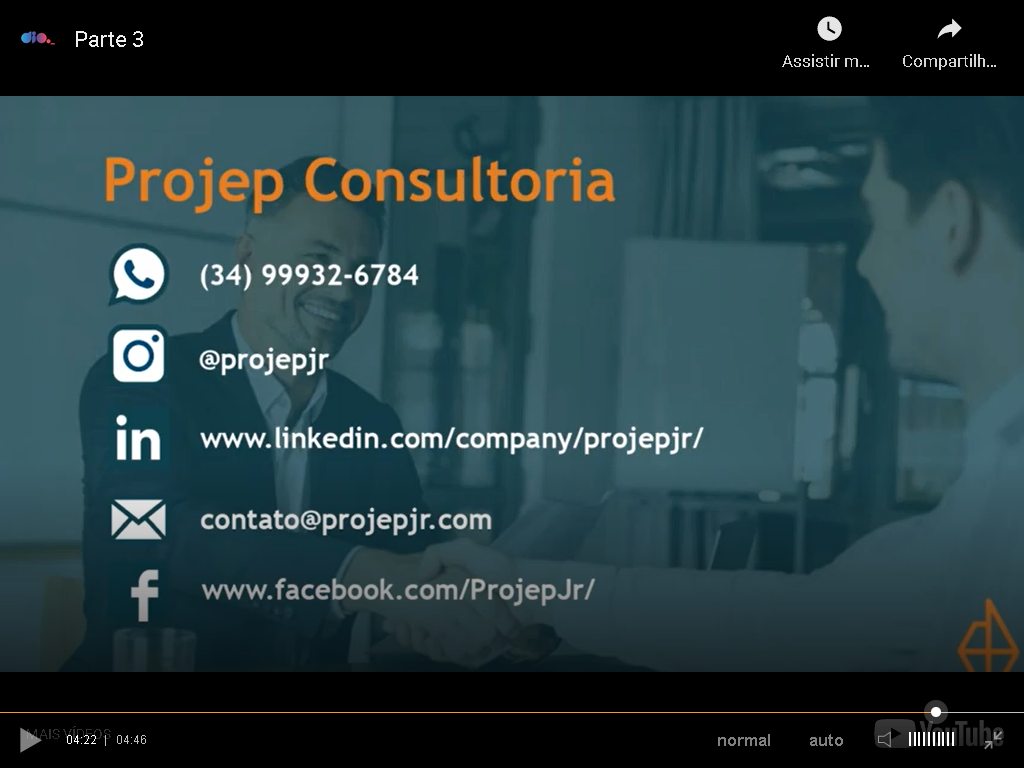 dio.
Parte 3
Assistir m...
Compartilh...
Projep Consultoria
(34) 99932-6784
@projepjr
in
www.linkedin.com/company/projepjr/
contato@projepjr.com
f
www.facebook.com/ProjepJr/
MAIS VÍDEOS
04:22 | 04:46
normal
auto
YouTube